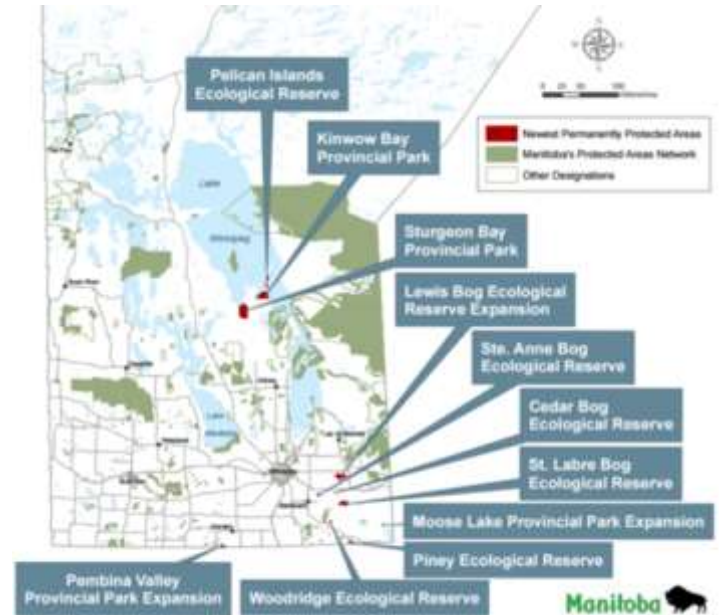 Pelican Islands
Ecological Reserve
Kinwow Bay
Provincial Park
Newest Permanently Protected Areas
Manitoba's Protected Areas Network
Other Designations
Lake
Winnipeg
Sturgeon Bay
Provincial Park
Lewis Bog Ecological
Reserve Expansion
Ste. Anne Bog
Ecological Reserve
Cedar Bog
Ecological Reserve
St. Labre Bog
Ecological Reserve
Lake
Moose Lake Provincial Park Expansion
Piney Ecological Reserve
Pembina Valley
Provincial Park Expansion
Woodridge Ecological Reserve
Manitoba